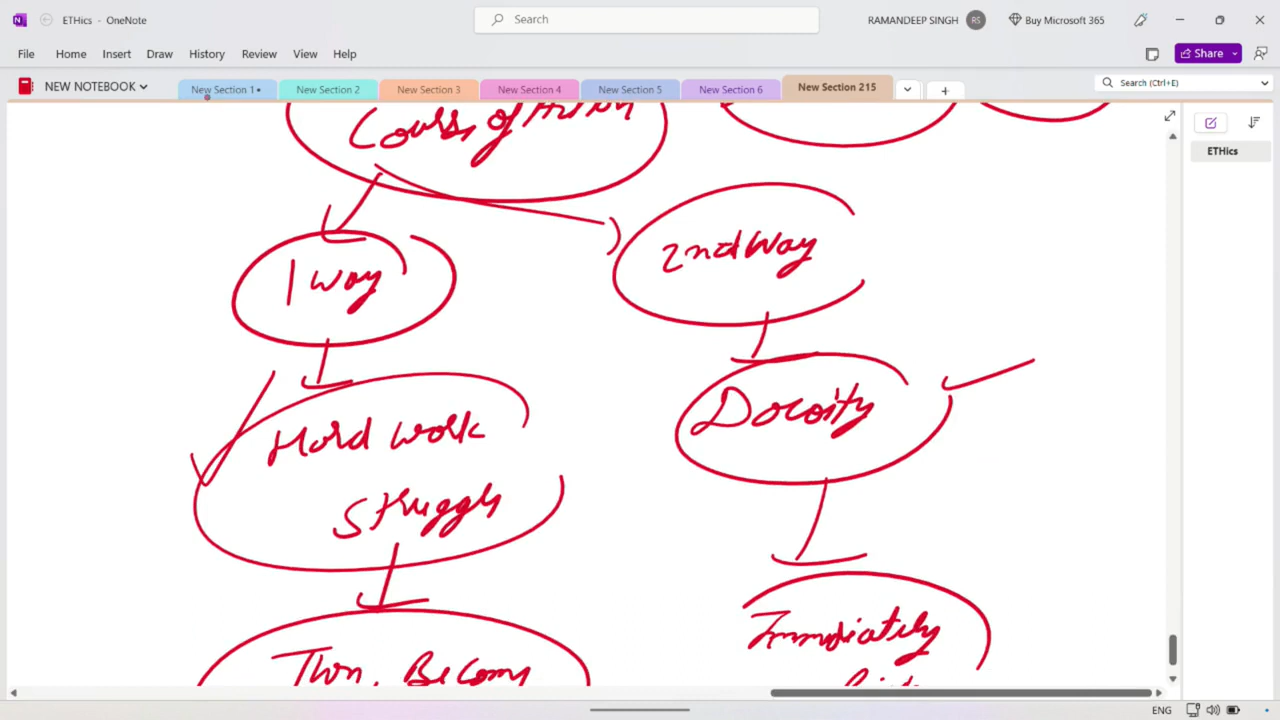 ETHics - OneNote
Search
RAMANDEEP SINGH
RS
Buy Microsoft 365
File
Home
Insert
Draw
History
Review
View
Help
Share
NEW NOTEBOOK
New Section 1
New Section 2
New Section 3
New Section 4
New Section 5
New Section 6
New Section 215
Search (Ctrl+E)
ETHics
Course of
1 Way
2nd Way
Hard work
Struggle
Docoity
Then, Become
Immediately
ENG